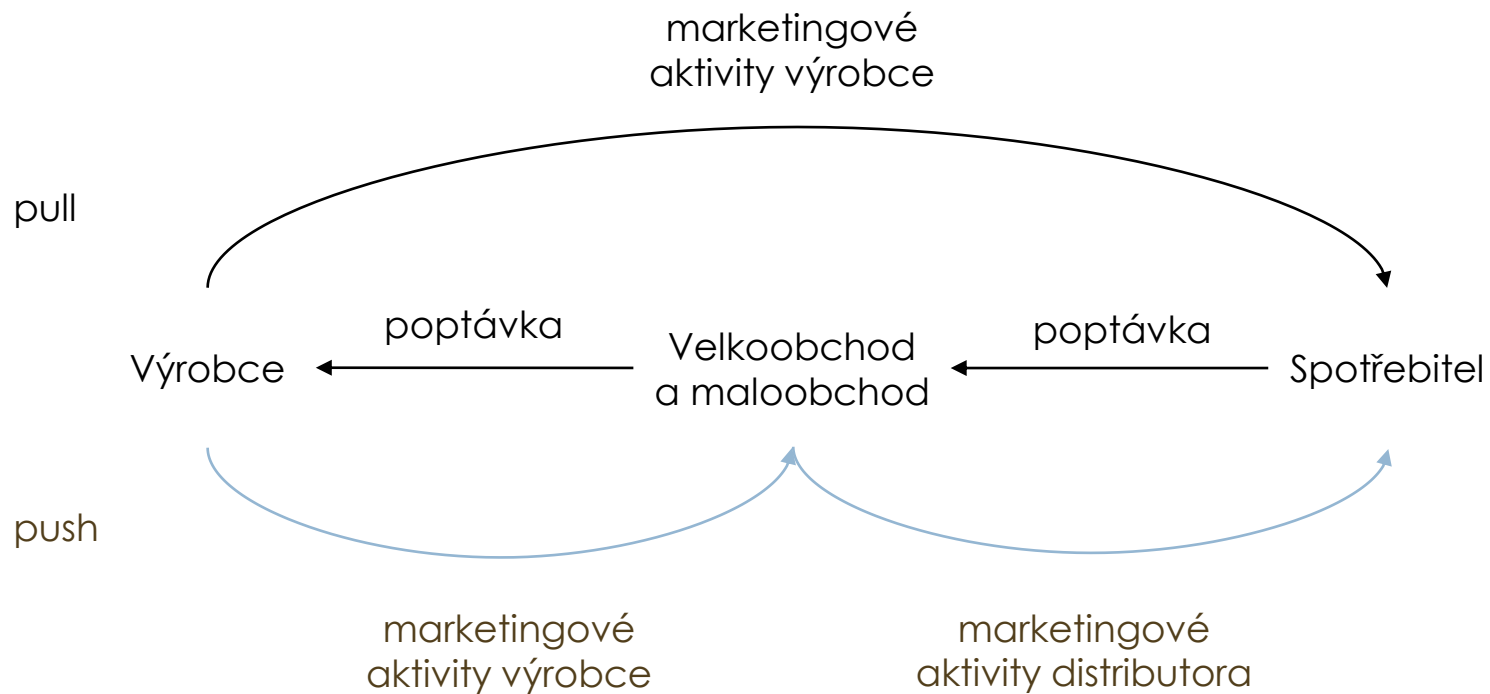 marketingové
aktivity výrobce
pull
poptávka
poptávka
Výrobce
Velkoobchod
a maloobchod
Spotřebitel
push
marketingové
aktivity výrobce
marketingové
aktivity distributora